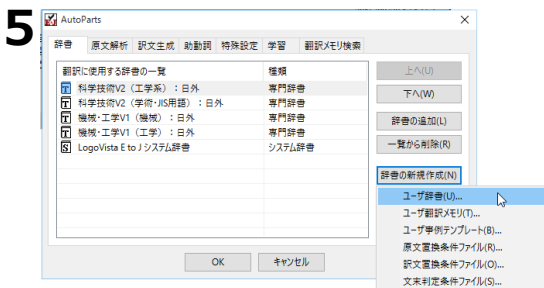 5
AutoParts
辞書 原文解析 訳文生成 助動詞 特殊設定 学習 翻訳メモリ検索
翻訳に使用する辞書の一覧 種類
科学技術V2（工学系）：日外 専門辞書
科学技術V2（学術・JIS用語）：日外 専門辞書
機械・工学V1（機械）：日外 専門辞書
機械・工学V1（工学）：日外 専門辞書
LogoVista E to J システム辞書 システム辞書
上へ(U)
下へ(W)
辞書の追加(L)
一覧から削除(R)
辞書の新規作成(N)
ユーザ辞書(U)...
ユーザ翻訳メモリ(T)...
ユーザ事例テンプレート(B)...
原文置換条件ファイル(R)...
訳文置換条件ファイル(O)...
文末判定条件ファイル(S)...
OK キャンセル